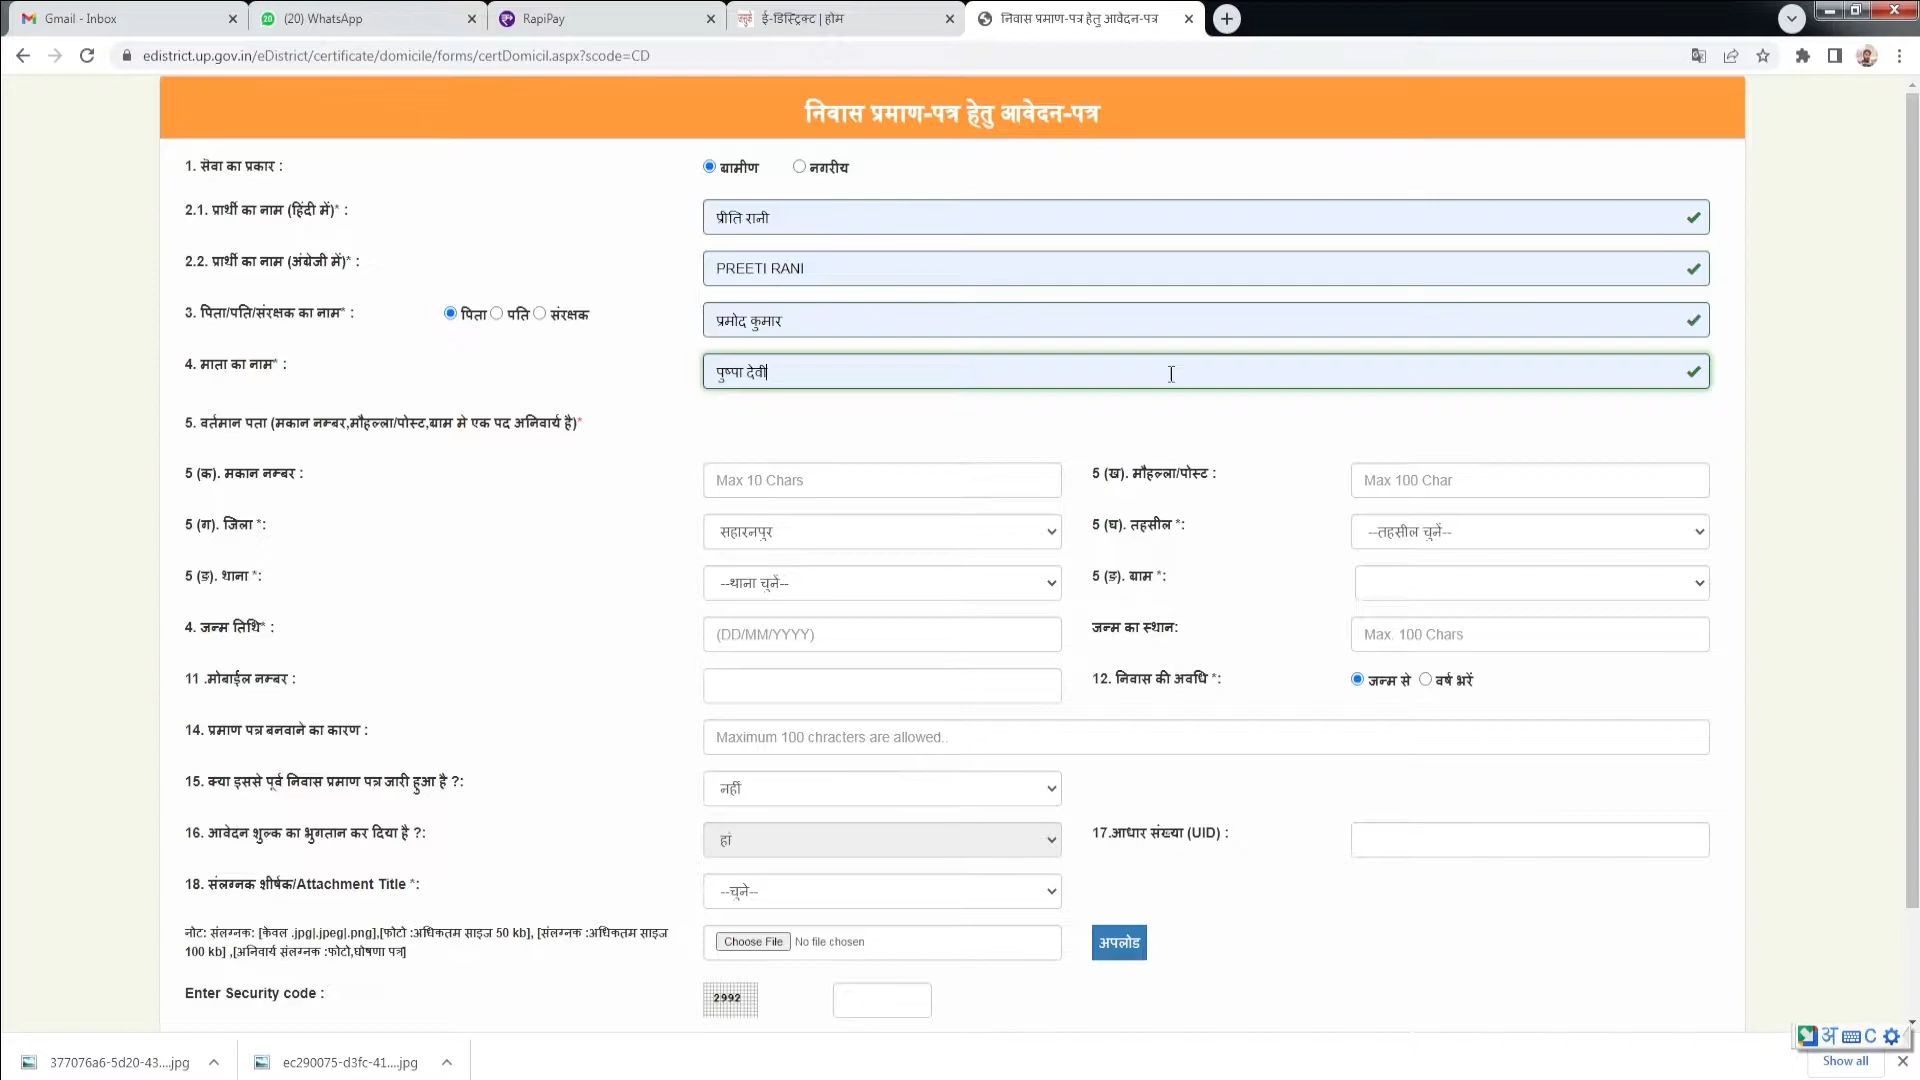 Gmail - Inbox
(20) WhatsApp
RapiPay
ई-डिस्ट्रिक्ट | होम
निवास प्रमाण-पत्र हेतु आवेदन-पत्र
edistrict.up.gov.in/eDistrict/certificate/domicile/forms/certDomicil.aspx?scode=CD
निवास प्रमाण-पत्र हेतु आवेदन-पत्र
1. सेवा का प्रकार : ग्रामीण नगरीय
2.1. प्रार्थी का नाम (हिंदी में)* : प्रीति रानी
2.2. प्रार्थी का नाम (अंग्रेजी में)* : PREETI RANI
3. पिता/पति/संरक्षक का नाम* : पिता पति संरक्षक प्रमोद कुमार
4. माता का नाम* : पुष्पा देवी
5. वर्तमान पता (मकान नम्बर,मौहल्ला/पोस्ट,ग्राम मे एक पद अनिवार्य है)*
5 (क). मकान नम्बर : Max 10 Chars 5 (ख). मौहल्ला/पोस्ट : Max 100 Char
5 (ग). जिला *: सहारनपुर 5 (घ). तहसील *: --तहसील चुनें--
5 (ङ). थाना *: --थाना चुनें-- 5 (ङ). ग्राम *:
4. जन्म तिथि* : (DD/MM/YYYY) जन्म का स्थान: Max. 100 Chars
11 .मोबाईल नम्बर : 12. निवास की अवधि *: जन्म से वर्ष भरें
14. प्रमाण पत्र बनवाने का कारण : Maximum 100 chracters are allowed..
15. क्या इससे पूर्व निवास प्रमाण पत्र जारी हुआ है ?: नहीं
16. आवेदन शुल्क का भुगतान कर दिया है ?: हां 17.आधार संख्या (UID) :
18. संलग्नक शीर्षक/Attachment Title *: --चुने--
नोट: संलग्नक: [केवल .jpg|.jpeg|.png],[फोटो :अधिकतम साइज 50 kb], [संलग्नक :अधिकतम साइज
100 kb] ,[अनिवार्य संलग्नक :फोटो,घोषणा पत्र]
Choose File No file chosen अपलोड
Enter Security code : 2992
अ C
377076a6-5d20-43....jpg
ec290075-d3fc-41....jpg
Show all